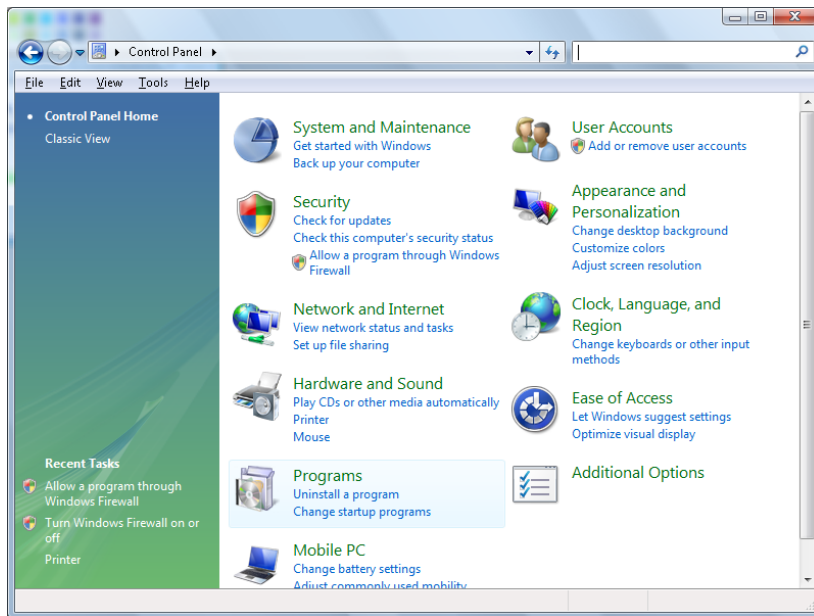 Control Panel
File Edit View Tools Help
Control Panel Home
Classic View
System and Maintenance
Get started with Windows
Back up your computer
Security
Check for updates
Check this computer's security status
Allow a program through Windows
Firewall
Network and Internet
View network status and tasks
Set up file sharing
Hardware and Sound
Play CDs or other media automatically
Printer
Mouse
Programs
Uninstall a program
Change startup programs
Mobile PC
Change battery settings
Adjust commonly used mobility
User Accounts
Add or remove user accounts
Appearance and
Personalization
Change desktop background
Customize colors
Adjust screen resolution
Clock, Language, and
Region
Change keyboards or other input
methods
Ease of Access
Let Windows suggest settings
Optimize visual display
Additional Options
Recent Tasks
Allow a program through
Windows Firewall
Turn Windows Firewall on or
off
Printer